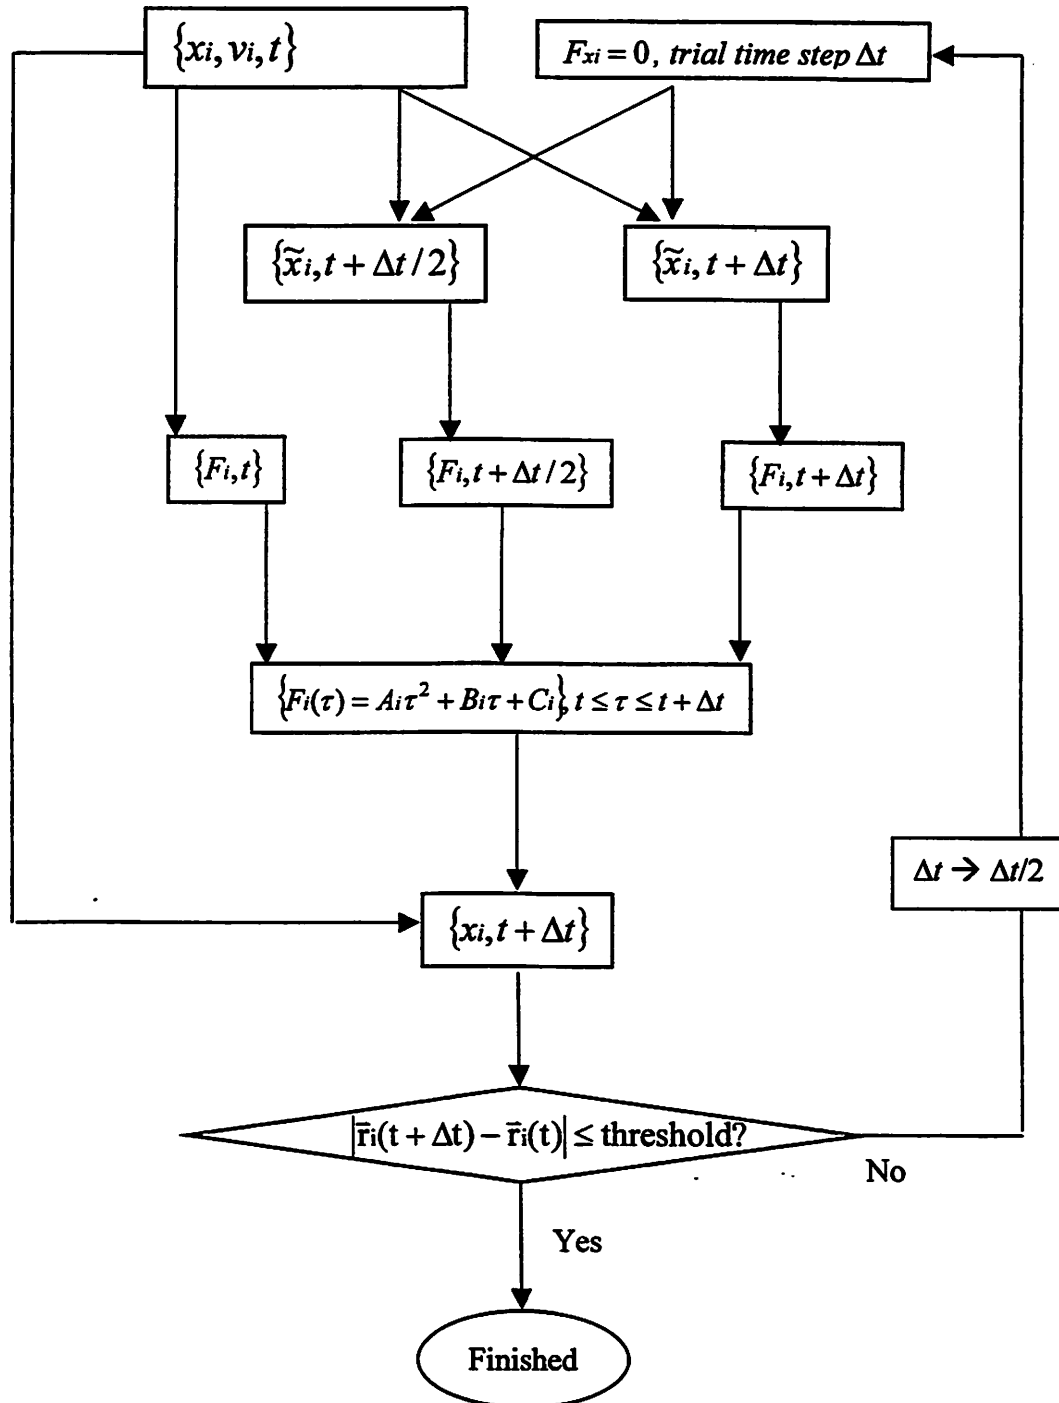 {xi, vi, t}
Fxi = 0, trial time step Δt
{x̃i, t + Δt / 2}
{x̃i, t + Δt}
{Fi, t}
{Fi, t + Δt / 2}
{Fi, t + Δt}
{Fi(τ) = Aiτ² + Biτ + Ci}, t ≤ τ ≤ t + Δt
Δt → Δt/2
{xi, t + Δt}
|r̄i(t + Δt) − r̄i(t)| ≤ threshold?
No
Yes
Finished